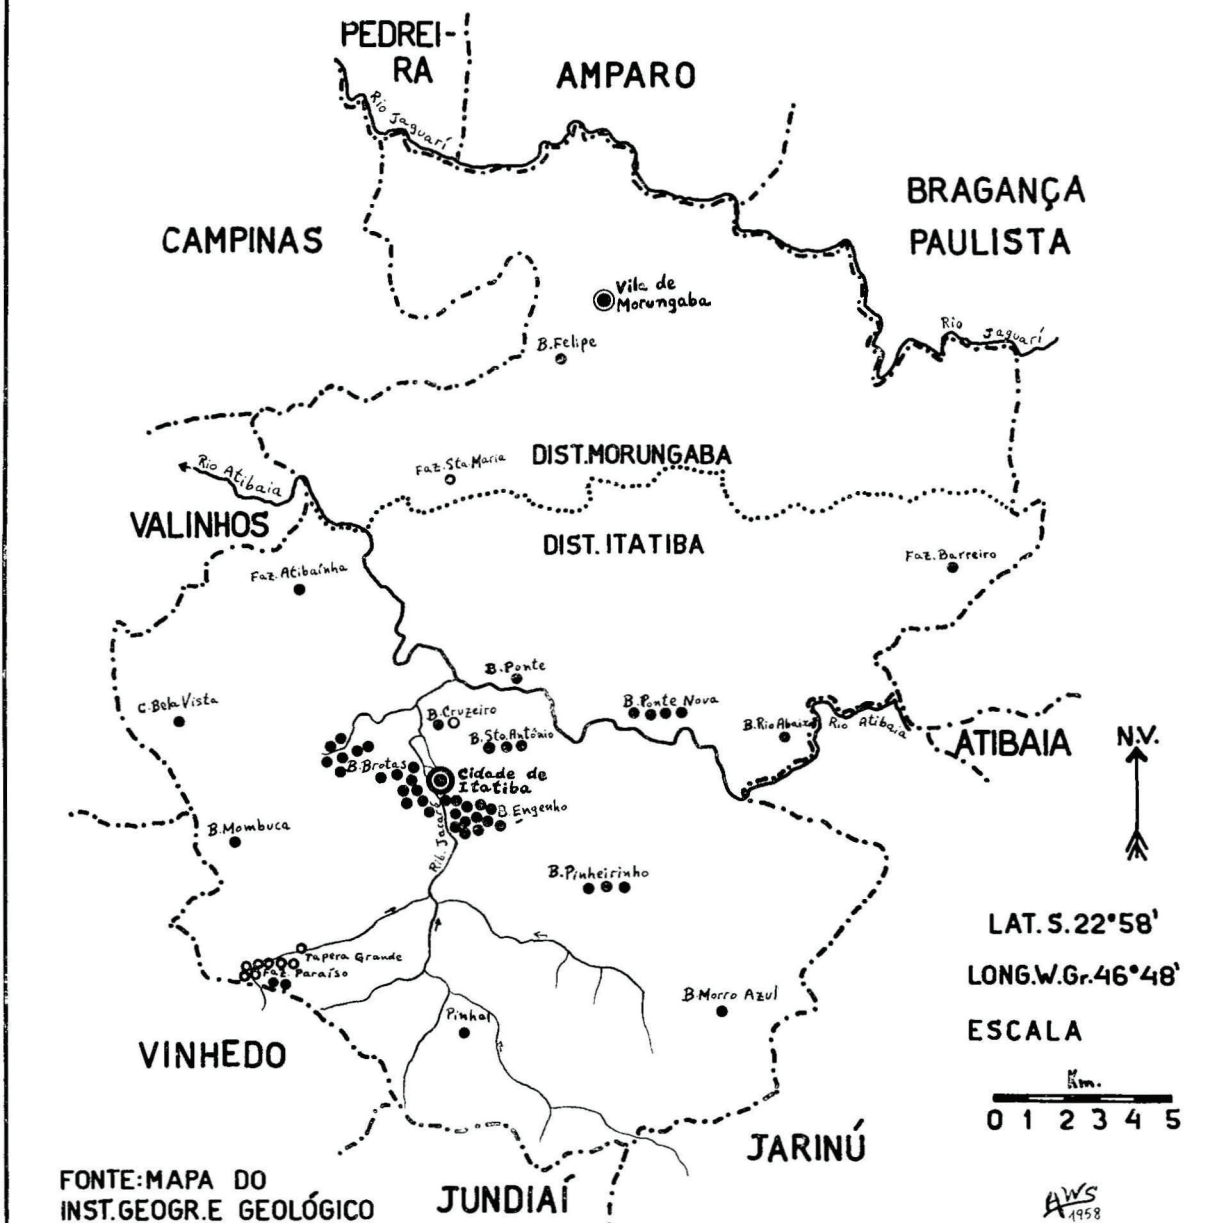 PEDREI-
RA
AMPARO
Rio Jaguarí
BRAGANÇA
PAULISTA
CAMPINAS
Vila de
Morungaba
Rio Jaguarí
B.Felipe
DIST.MORUNGABA
Faz.Sta.Maria
Rio Atibaia
VALINHOS
DIST.ITATIBA
Faz.Barreiro
Faz.Atibaínha
B.Ponte
C.Bela Vista
B.Cruzeiro
B.Ponte Nova
B.Rio Abaixo
Rio Atibaia
ATIBAIA
N.V.
B.Sto.Antônio
B.Brotas
Cidade de
Itatiba
B.Engenho
B.Mombuca
Rib.Jacaré
B.Pinheirinho
LAT.S.22°58'
Tapera Grande
Faz.Paraíso
LONG.W.Gr.46°48'
B.Morro Azul
Pinhal
ESCALA
VINHEDO
Km.
0 1 2 3 4 5
JARINÚ
FONTE:MAPA DO
INST.GEOGR.E GEOLÓGICO
JUNDIAÍ
AWS
1958